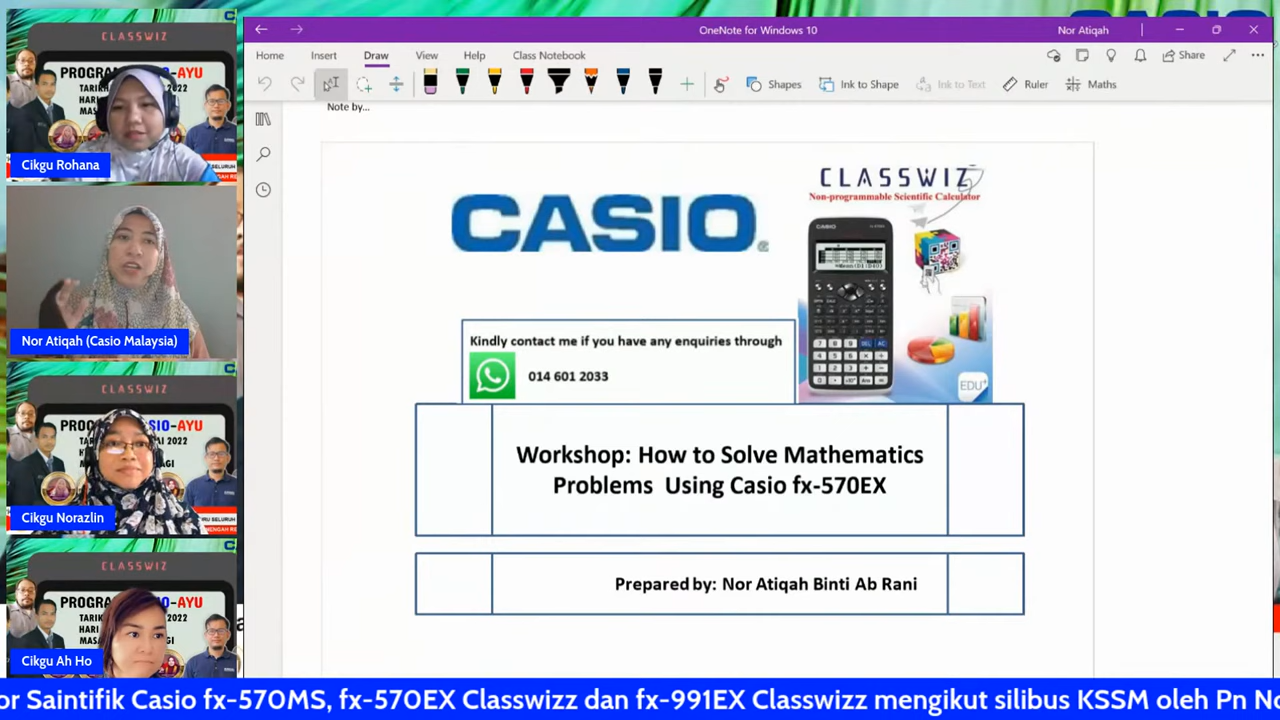 OneNote for Windows 10
Nor Atiqah
Home
Insert
Draw
View
Help
Class Notebook
Share
Shapes
Ink to Shape
Ink to Text
Ruler
Maths
Note by...
CASIO
CLASSWIZ
Non-programmable Scientific Calculator
CASIO
EDU+
Kindly contact me if you have any enquiries through
014 601 2033
Workshop: How to Solve Mathematics
Problems Using Casio fx-570EX
Prepared by: Nor Atiqah Binti Ab Rani
CLASSWIZ
Cikgu Rohana
Nor Atiqah (Casio Malaysia)
CLASSWIZ
Cikgu Norazlin
CLASSWIZ
Cikgu Ah Ho
or Saintifik Casio fx-570MS, fx-570EX Classwizz dan fx-991EX Classwizz mengikut silibus KSSM oleh Pn No